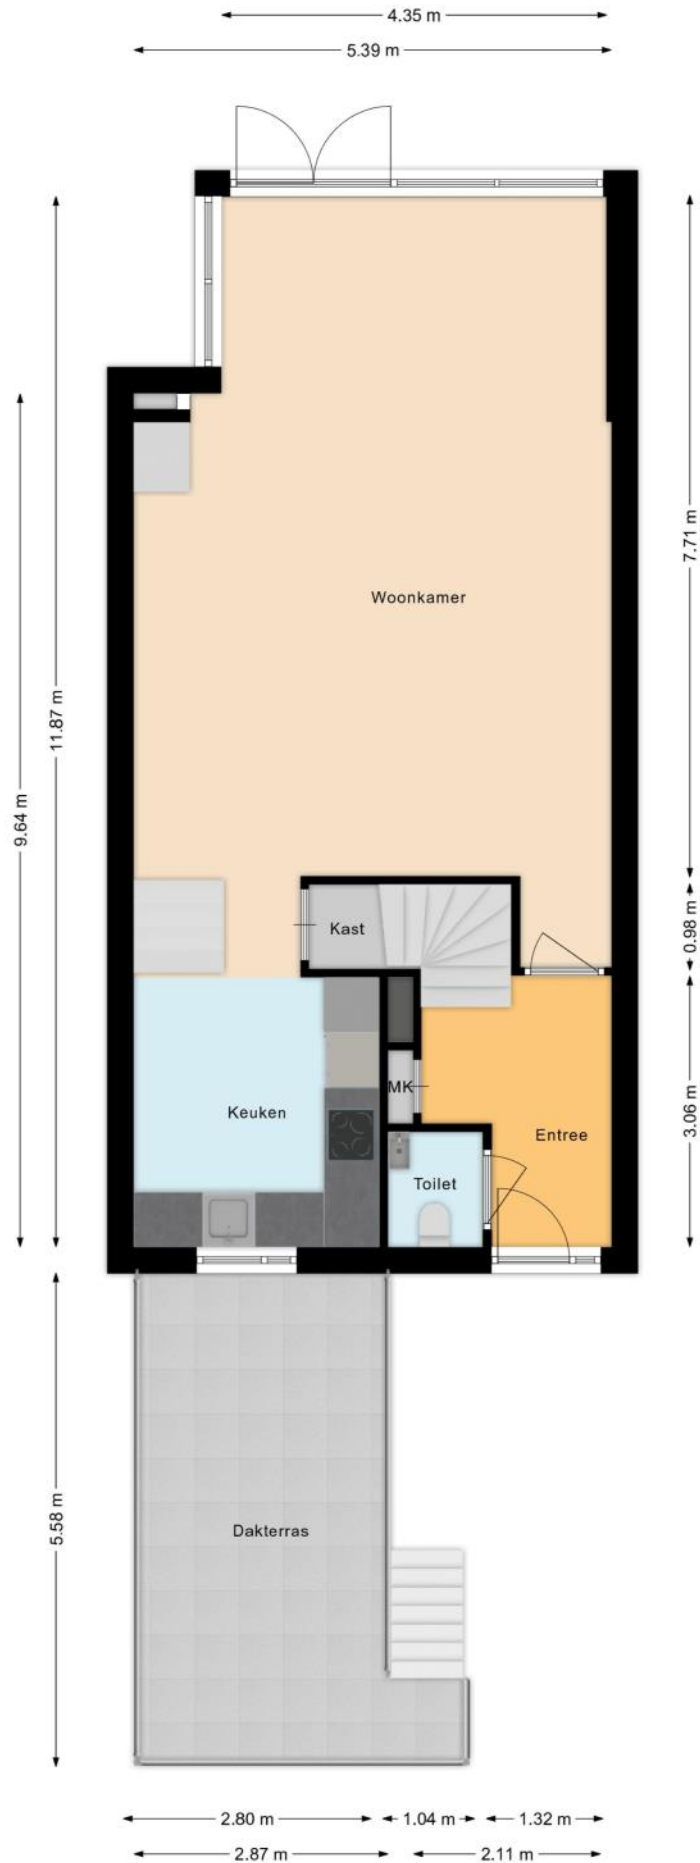 4.35 m
5.39 m
7.71 m
Woonkamer
11.87 m
9.64 m
Kast
0.98 m
MK
Keuken
3.06 m
Entree
Toilet
Dakterras
5.58 m
2.80 m
1.04 m
1.32 m
2.87 m
2.11 m